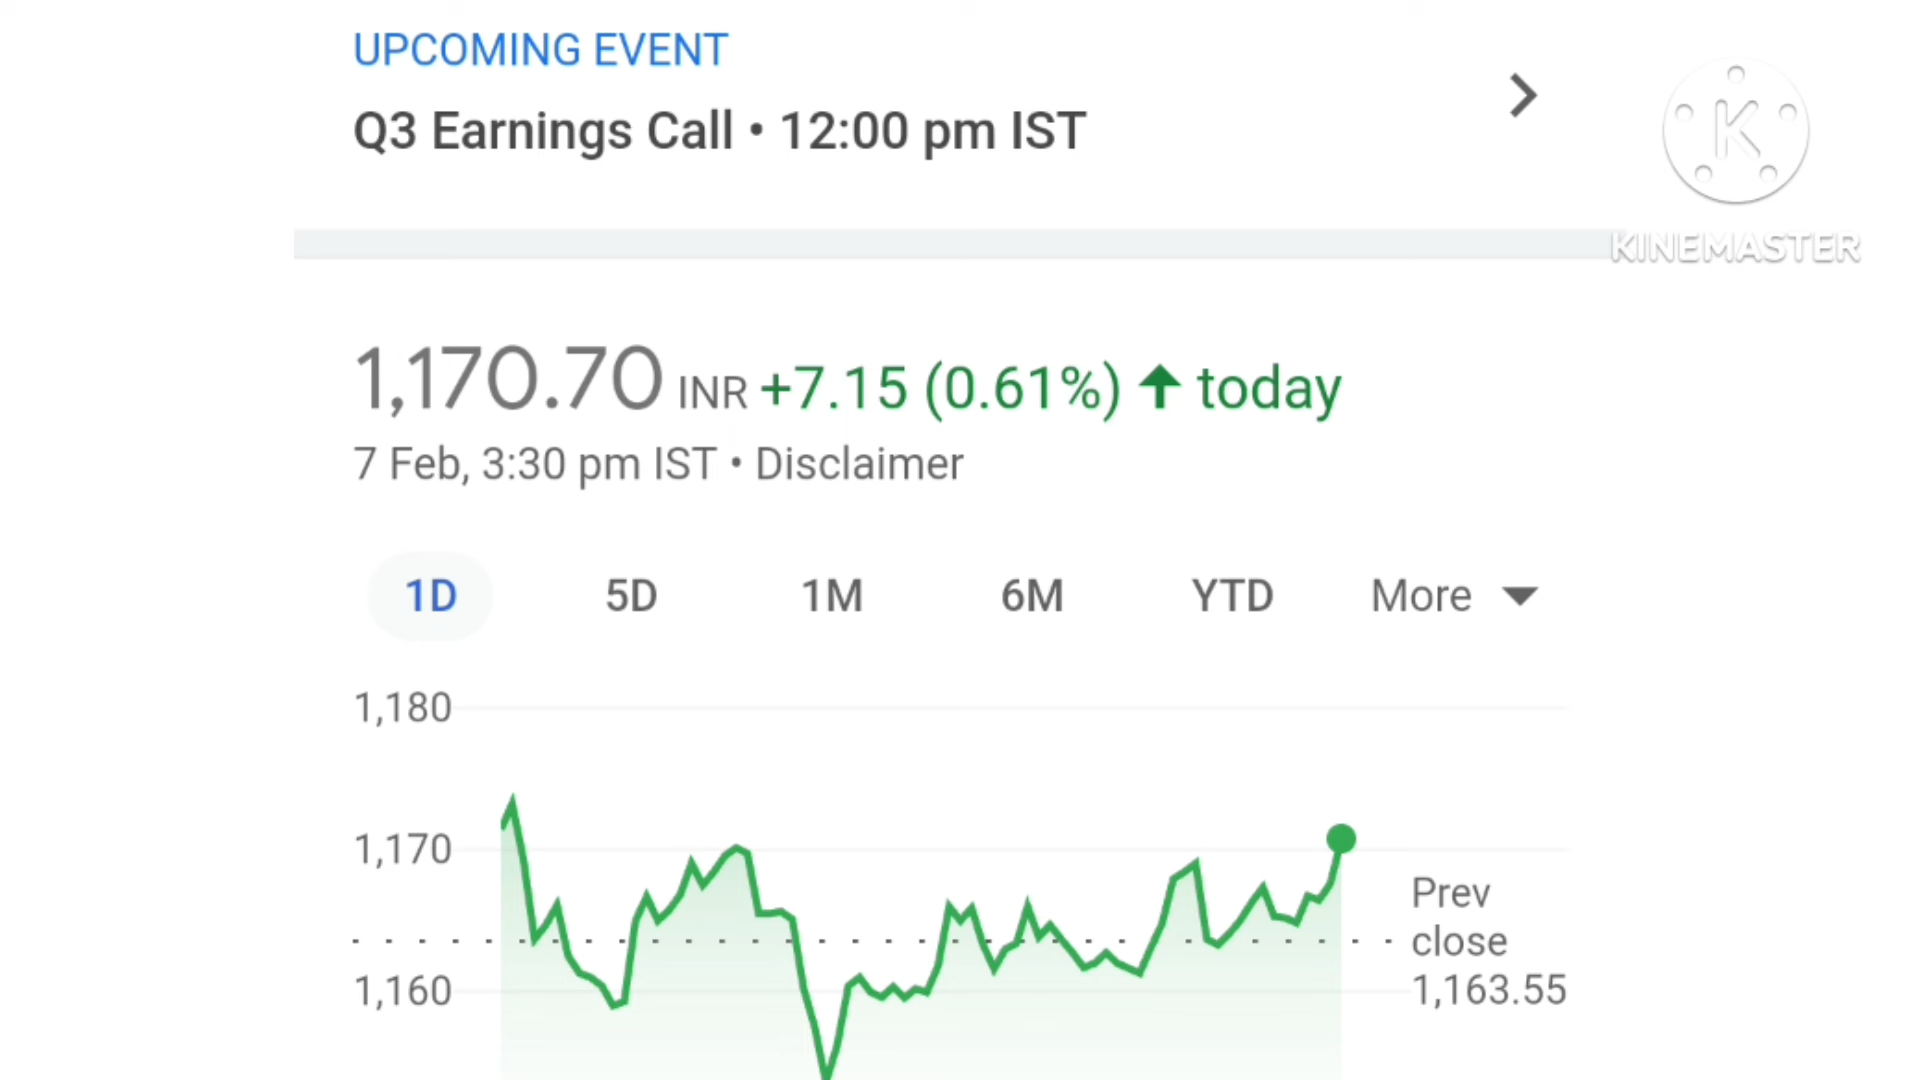 UPCOMING EVENT
Q3 Earnings Call • 12:00 pm IST
K
KINEMASTER
1,170.70 INR +7.15 (0.61%) ↑ today
7 Feb, 3:30 pm IST • Disclaimer
1D 5D 1M 6M YTD More
1,180
1,170
1,160
Prev
close
1,163.55